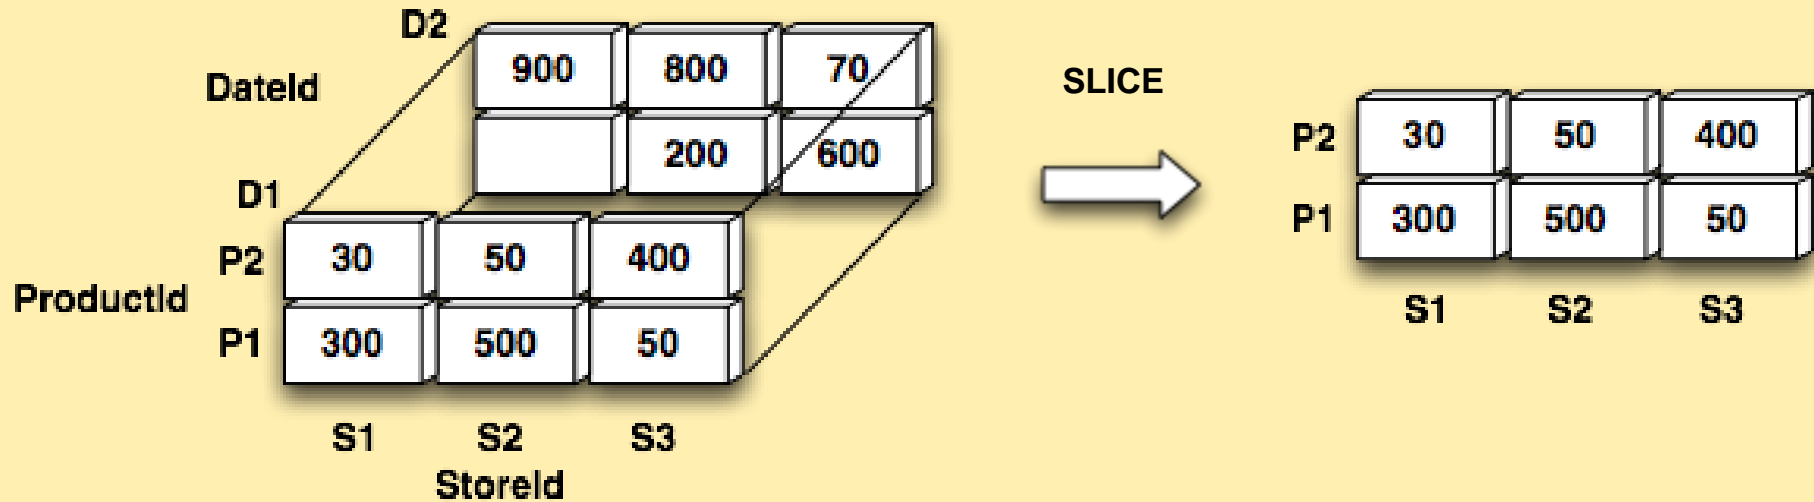 D2
DateId
900 800 70
200 600
D1
ProductId
P2 30 50 400
P1 300 500 50
S1 S2 S3
StoreId
SLICE
P2 30 50 400
P1 300 500 50
S1 S2 S3